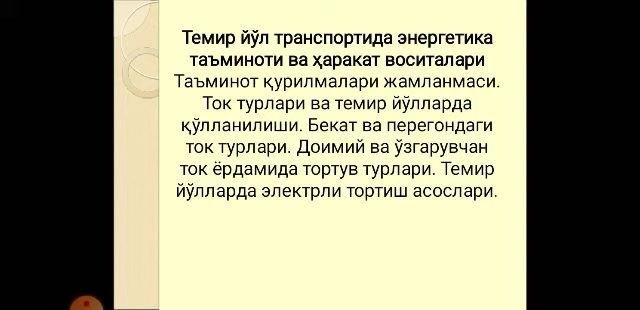 Темир йўл транспортида энергетика
таъминоти ва ҳаракат воситалари
Таъминот қурилмалари жамланмаси.
Ток турлари ва темир йўлларда
қўлланилиши. Бекат ва перегондаги
ток турлари. Доимий ва ўзгарувчан
ток ёрдамида тортув турлари. Темир
йўлларда электрли тортиш асослари.